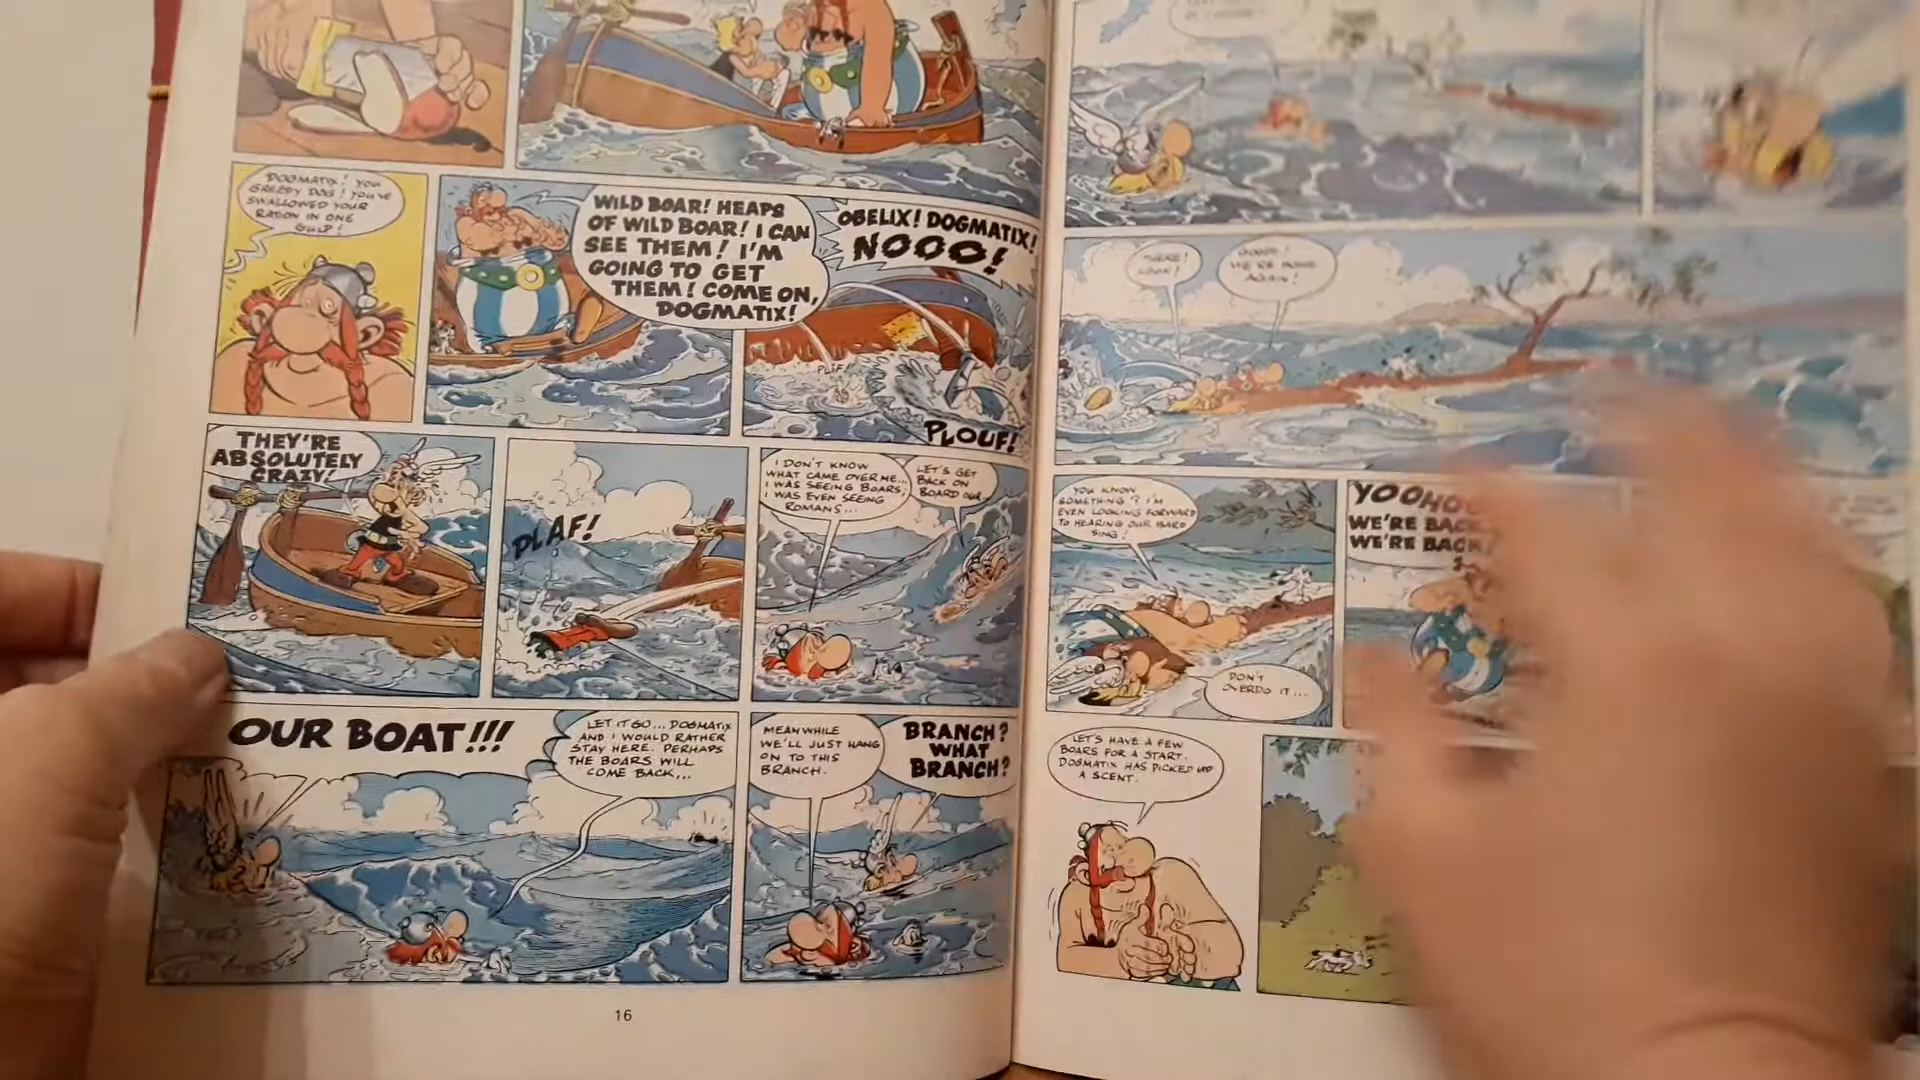 DOGMATIX! YOU
GREEDY DOG! YOU'VE
SWALLOWED YOUR
RATION IN ONE
GULP!
WILD BOAR! HEAPS
OF WILD BOAR! I CAN
SEE THEM! I'M
GOING TO GET
THEM! COME ON,
DOGMATIX!
OBELIX! DOGMATIX!
NOOO!
PLIF!
PLOUF!
THEY'RE
ABSOLUTELY
CRAZY!
PLAF!
I DON'T KNOW
WHAT CAME OVER ME...
I WAS SEEING BOARS;
I WAS EVEN SEEING
ROMANS...
LET'S GET
BACK ON
BOARD OUR...
OUR BOAT!!!
LET IT GO... DOGMATIX
AND I WOULD RATHER
STAY HERE. PERHAPS
THE BOARS WILL
COME BACK...
MEANWHILE
WE'LL JUST HANG
ON TO THIS
BRANCH.
BRANCH?
WHAT
BRANCH?
16
THERE!
LOOK!
WE'RE HOME
AGAIN!
YOU KNOW
SOMETHING? I'M
EVEN LOOKING FORWARD
TO HEARING OUR BARD
SING!
DON'T
OVERDO IT...
YOOHOO
WE'RE BACK
WE'RE BACK
LET'S HAVE A FEW
BOARS FOR A START.
DOGMATIX HAS PICKED UP
A SCENT.